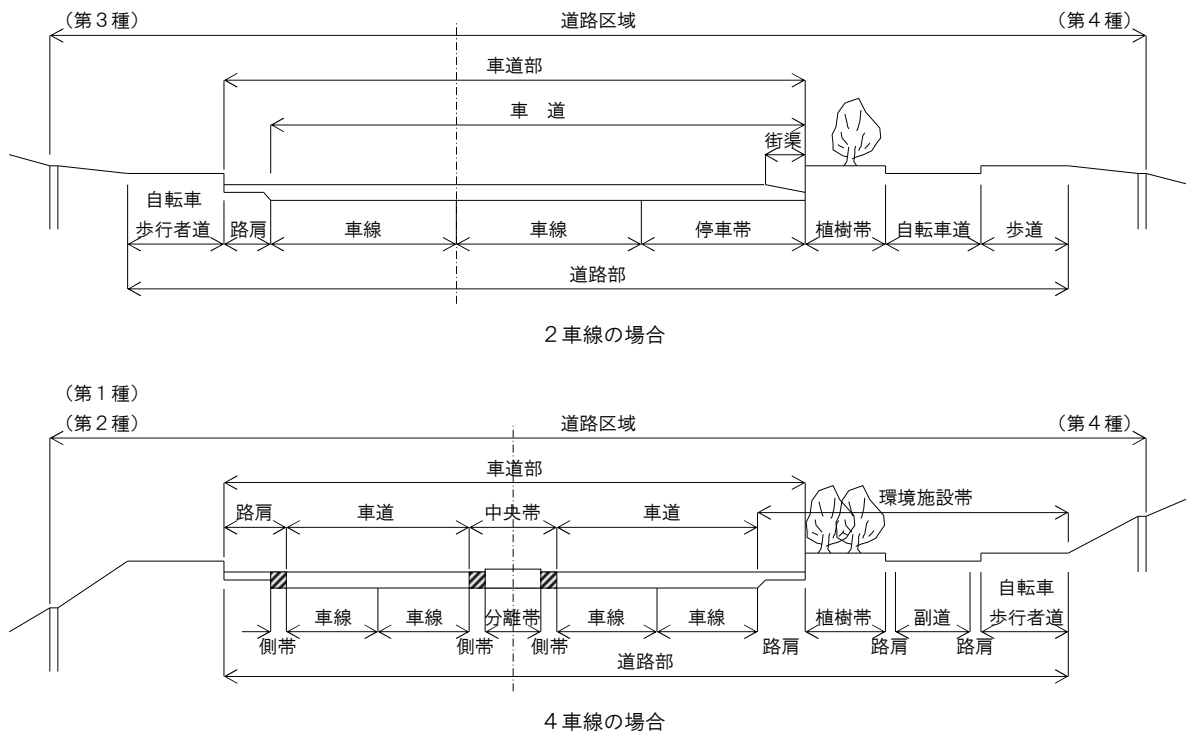 （第３種）
道路区域
（第４種）
車道部
車　道
街渠
自転車
歩行者道
路肩
車線
車線
停車帯
植樹帯
自転車道
歩道
道路部
２車線の場合
（第１種）
（第２種）
道路区域
（第４種）
車道部
環境施設帯
路肩
車道
中央帯
車道
自転車
歩行者道
車線
車線
分離帯
車線
車線
植樹帯
副道
側帯
側帯
側帯
路肩
路肩
路肩
道路部
４車線の場合